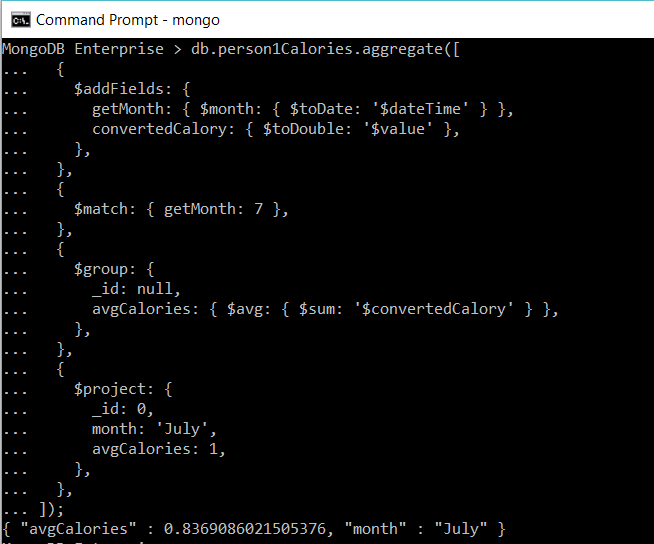 Command Prompt - mongo
MongoDB Enterprise > db.person1Calories.aggregate([
...   {
...     $addFields: {
...       getMonth: { $month: { $toDate: '$dateTime' } },
...       convertedCalory: { $toDouble: '$value' },
...     },
...   },
...   {
...     $match: { getMonth: 7 },
...   },
...   {
...     $group: {
...       _id: null,
...       avgCalories: { $avg: { $sum: '$convertedCalory' } },
...     },
...   },
...   {
...     $project: {
...       _id: 0,
...       month: 'July',
...       avgCalories: 1,
...     },
...   },
... ]);
{ "avgCalories" : 0.8369086021505376, "month" : "July" }